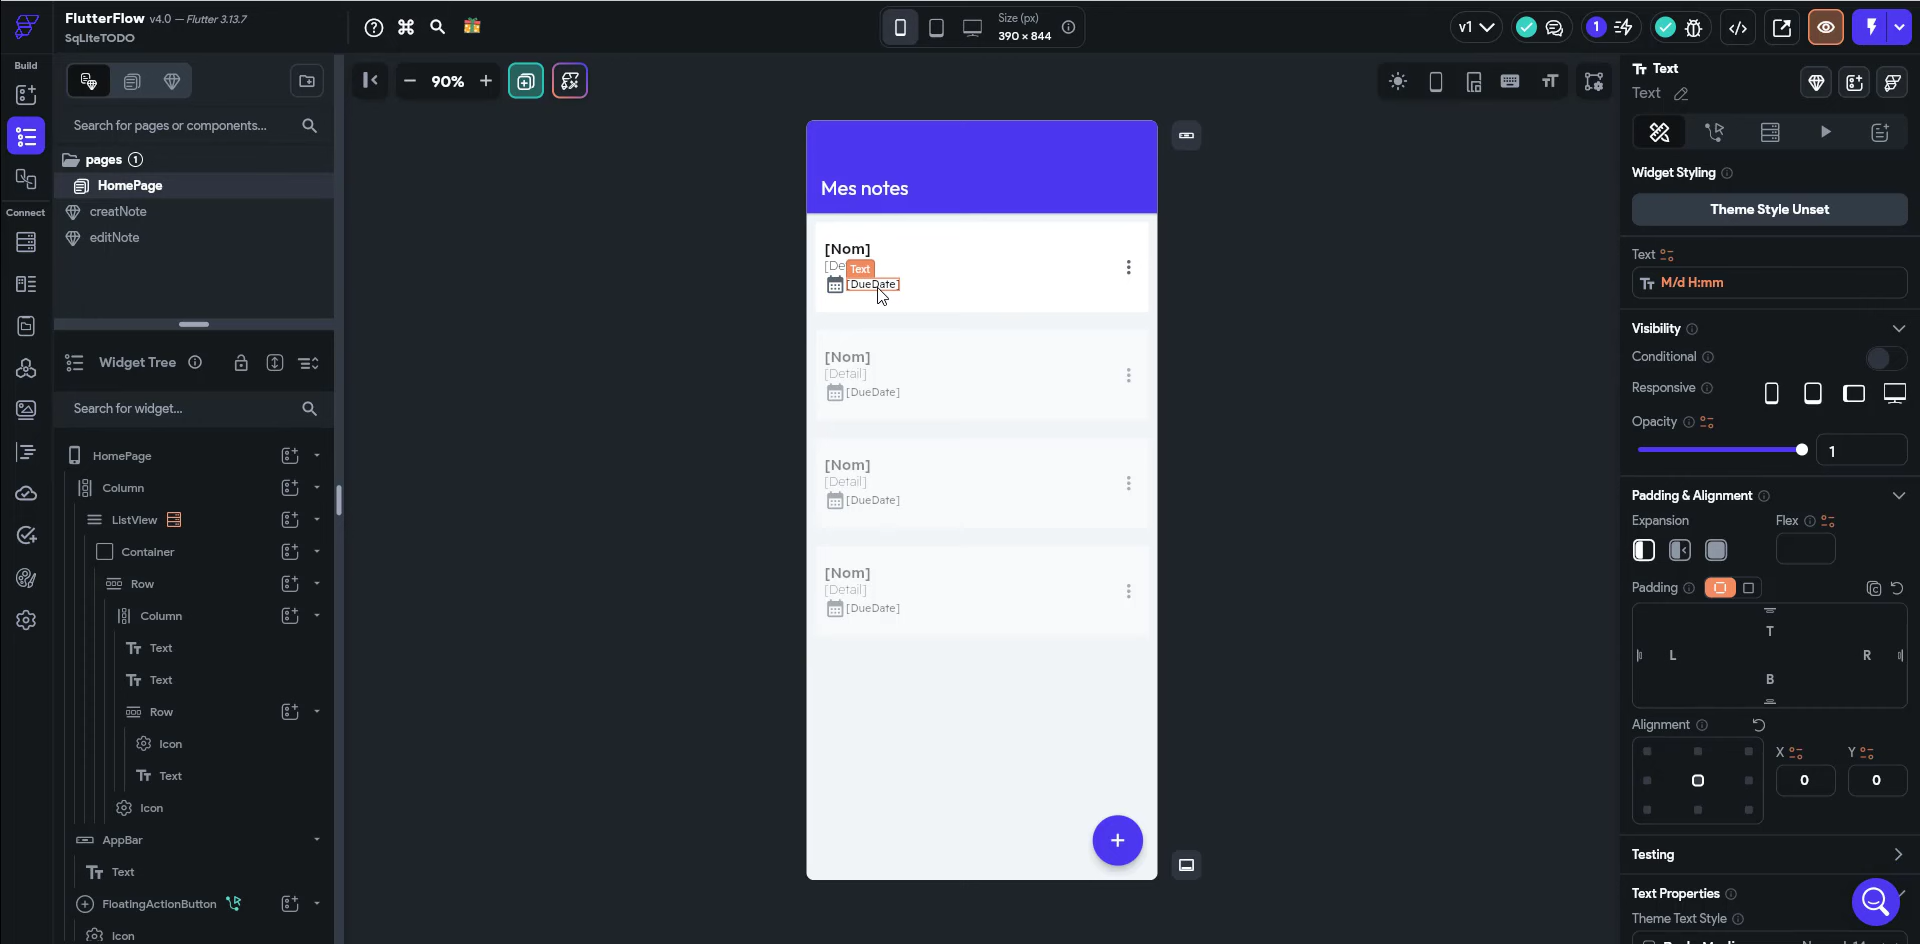 FlutterFlow v4.0 — Flutter 3.13.7
SqLiteTODO
Size (px)
390 × 844
v1
1
Build
Connect
Search for pages or components...
pages 1
HomePage
creatNote
editNote
Widget Tree
Search for widget...
HomePage
Column
ListView
Container
Row
Column
Text
Text
Row
Icon
Text
Icon
AppBar
Text
FloatingActionButton
Icon
90%
Mes notes
[Nom]
[De
Text
[DueDate]
[Nom]
[Detail]
[DueDate]
[Nom]
[Detail]
[DueDate]
[Nom]
[Detail]
[DueDate]
Text
Text
Widget Styling
Theme Style Unset
Text
M/d H:mm
Visibility
Conditional
Responsive
Opacity
1
Padding & Alignment
Expansion
Flex
Padding
T
L
R
B
Alignment
X
Y
0
0
Testing
Text Properties
Theme Text Style